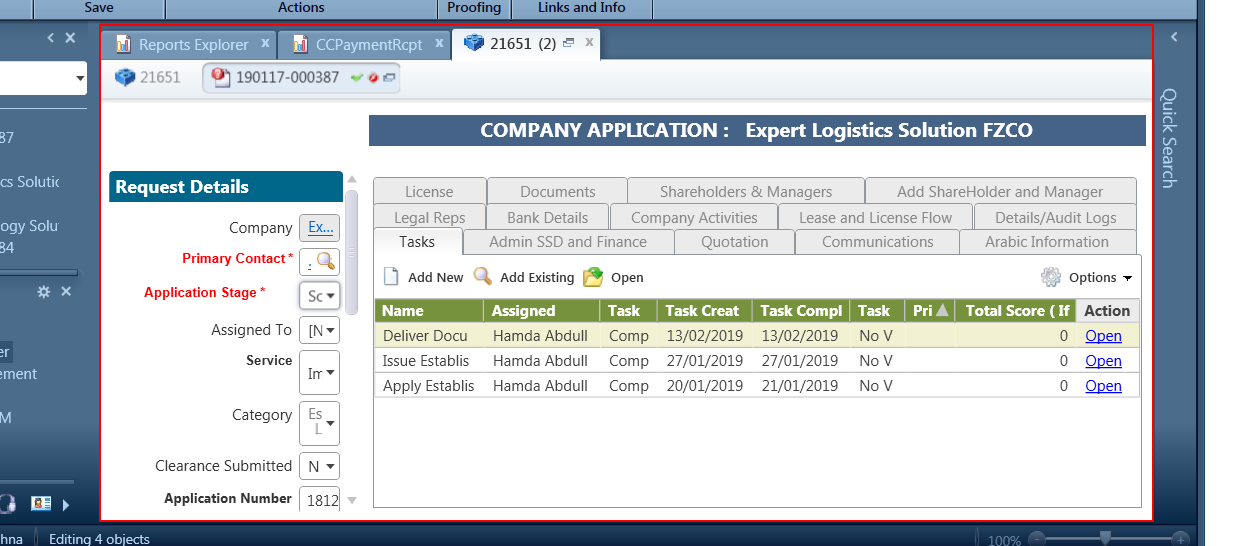 Save Actions Proofing Links and Info
Reports Explorer x CCPaymentRcpt x 21651 (2) x
21651 190117-000387
Quick Search
87
cs Solutic
ogy Solu
84
er
ement
M
COMPANY APPLICATION : Expert Logistics Solution FZCO
Request Details
Company Ex...
Primary Contact *
Application Stage * Sc
Assigned To [N
Service Im
Category Es L
Clearance Submitted N
Application Number 1812
License Documents Shareholders & Managers Add ShareHolder and Manager
Legal Reps Bank Details Company Activities Lease and License Flow Details/Audit Logs
Tasks Admin SSD and Finance Quotation Communications Arabic Information
Add New Add Existing Open Options
Name Assigned Task Task Creat Task Compl Task Pri Total Score ( If Action
Deliver Docu Hamda Abdull Comp 13/02/2019 13/02/2019 No V 0 Open
Issue Establis Hamda Abdull Comp 27/01/2019 27/01/2019 No V 0 Open
Apply Establis Hamda Abdull Comp 20/01/2019 21/01/2019 No V 0 Open
hna Editing 4 objects 100%